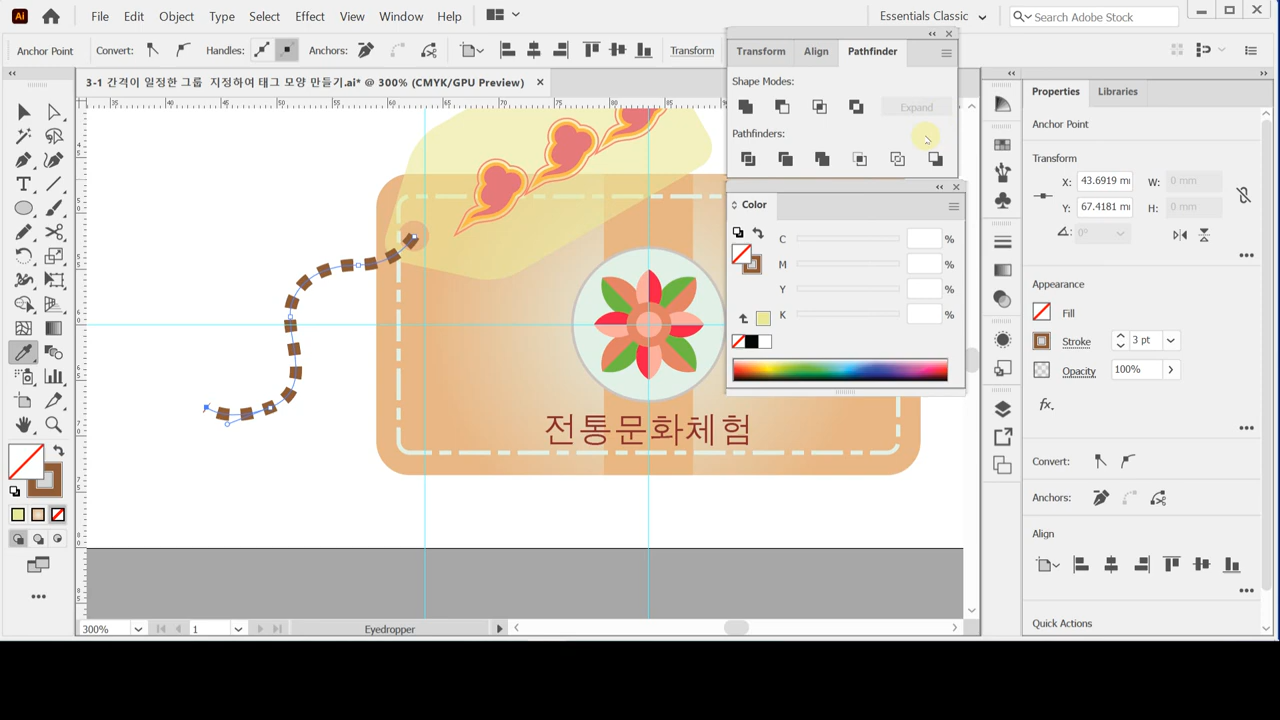 Ai File Edit Object Type Select Effect View Window Help Essentials Classic Search Adobe Stock
Anchor Point Convert: Handles: Anchors: Transform
Transform Align Pathfinder
3-1 간격이 일정한 그룹 지정하여 태그 모양 만들기.ai* @ 300% (CMYK/GPU Preview)
Shape Modes:
Expand
Pathfinders:
Color
C %
M %
Y %
K %
전통문화체험
Properties Libraries
Anchor Point
Transform
X: 43.6919 mm W: 0 mm
Y: 67.4181 mm H: 0 mm
0°
Appearance
Fill
Stroke 3 pt
Opacity 100%
fx.
Convert:
Anchors:
Align
Quick Actions
300% 1 Eyedropper